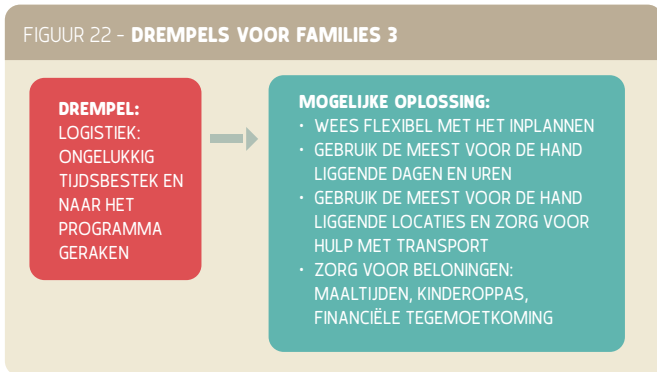 FIGUUR 22 - DREMPELS VOOR FAMILIES 3
DREMPEL:
LOGISTIEK:
ONGELUKKIG
TIJDSBESTEK EN
NAAR HET
PROGRAMMA
GERAKEN
MOGELIJKE OPLOSSING:
• WEES FLEXIBEL MET HET INPLANNEN
• GEBRUIK DE MEEST VOOR DE HAND
LIGGENDE DAGEN EN UREN
• GEBRUIK DE MEEST VOOR DE HAND
LIGGENDE LOCATIES EN ZORG VOOR
HULP MET TRANSPORT
• ZORG VOOR BELONINGEN:
MAALTIJDEN, KINDEROPPAS,
FINANCIËLE TEGEMOETKOMING